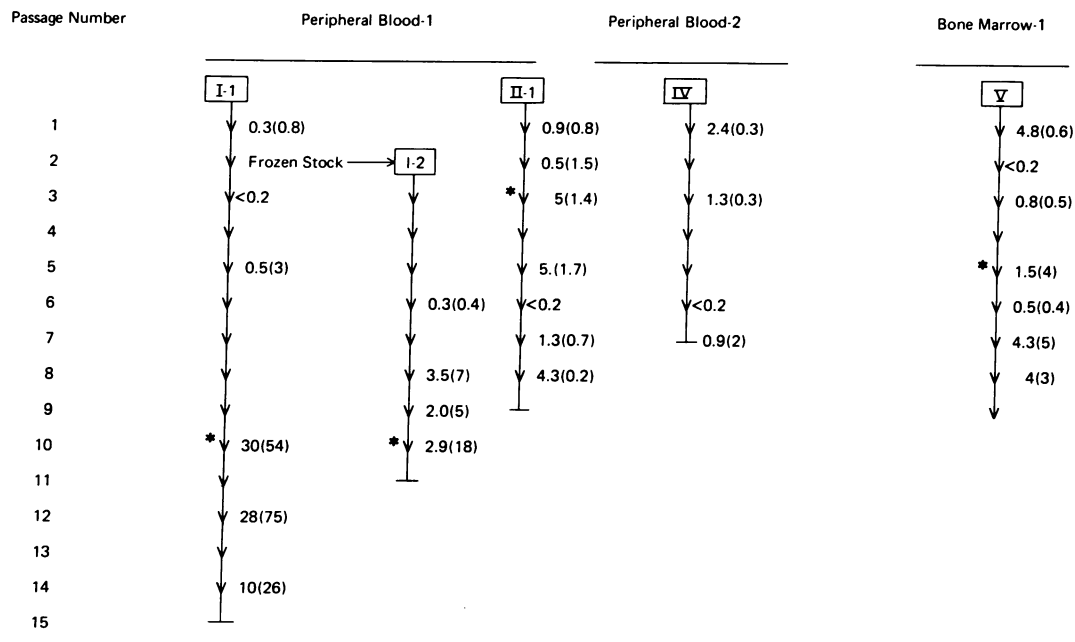 Passage Number Peripheral Blood-1 Peripheral Blood-2 Bone Marrow-1
I-1 II-1 IV V
1 0.3(0.8) 0.9(0.8) 2.4(0.3) 4.8(0.6)
2 Frozen Stock I-2 0.5(1.5) <0.2
3 <0.2 * 5(1.4) 1.3(0.3) 0.8(0.5)
4
5 0.5(3) 5.(1.7) * 1.5(4)
6 0.3(0.4) <0.2 <0.2 0.5(0.4)
7 1.3(0.7) 0.9(2) 4.3(5)
8 3.5(7) 4.3(0.2) 4(3)
9 2.0(5)
10 * 30(54) * 2.9(18)
11
12 28(75)
13
14 10(26)
15